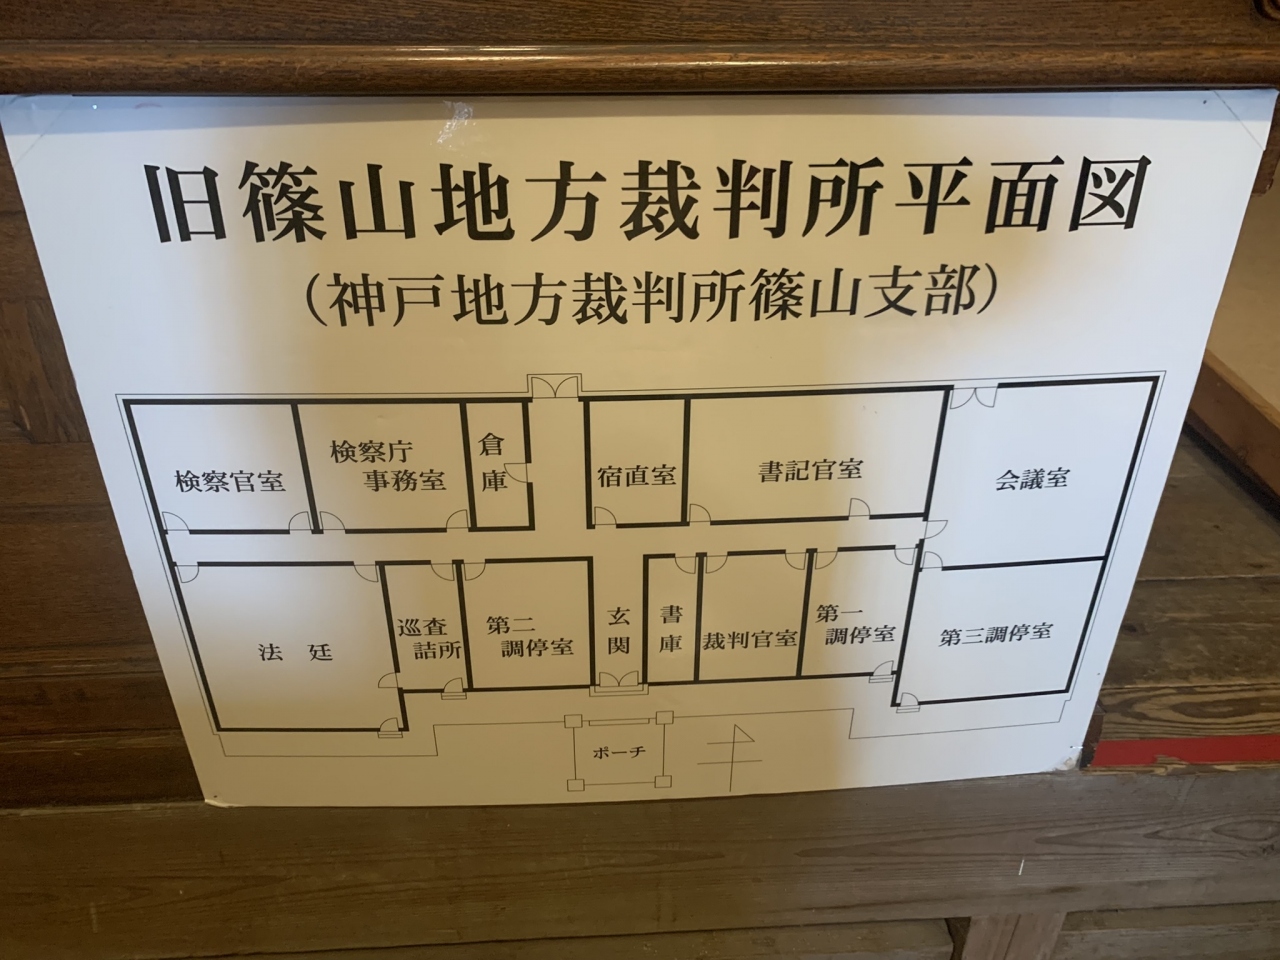 旧篠山地方裁判所平面図
（神戸地方裁判所篠山支部）
検察官室
検察庁
事務室
倉庫
宿直室
書記官室
会議室
法廷
巡査
詰所
第二
調停室
玄関
書庫
裁判官室
第一
調停室
第三調停室
ポーチ